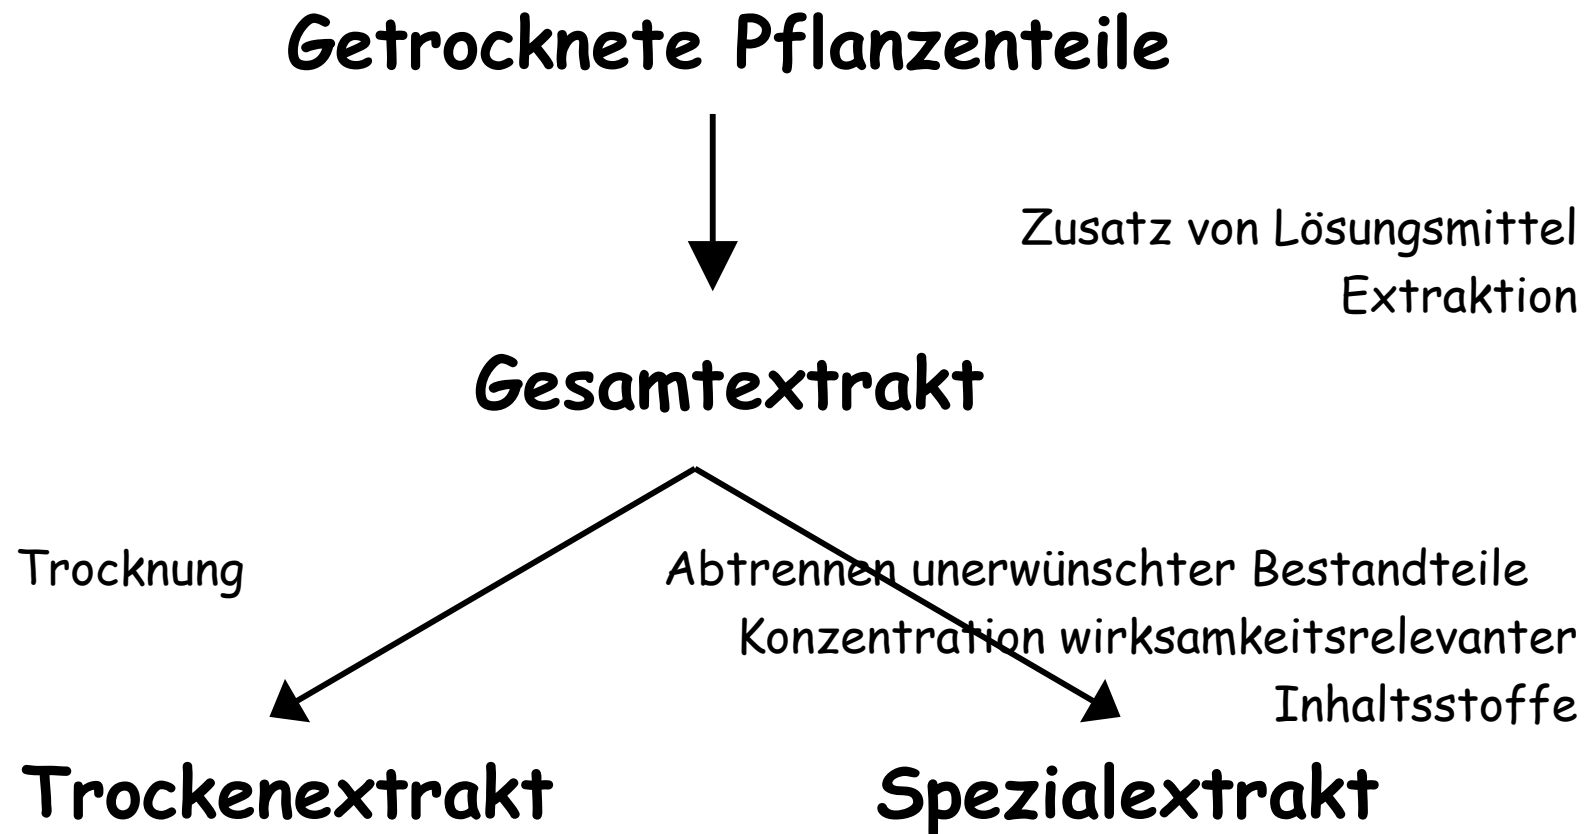 Getrocknete Pflanzenteile
Zusatz von Lösungsmittel
Extraktion
Gesamtextrakt
Trocknung
Abtrennen unerwünschter Bestandteile
Konzentration wirksamkeitsrelevanter
Inhaltsstoffe
Trockenextrakt
Spezialextrakt